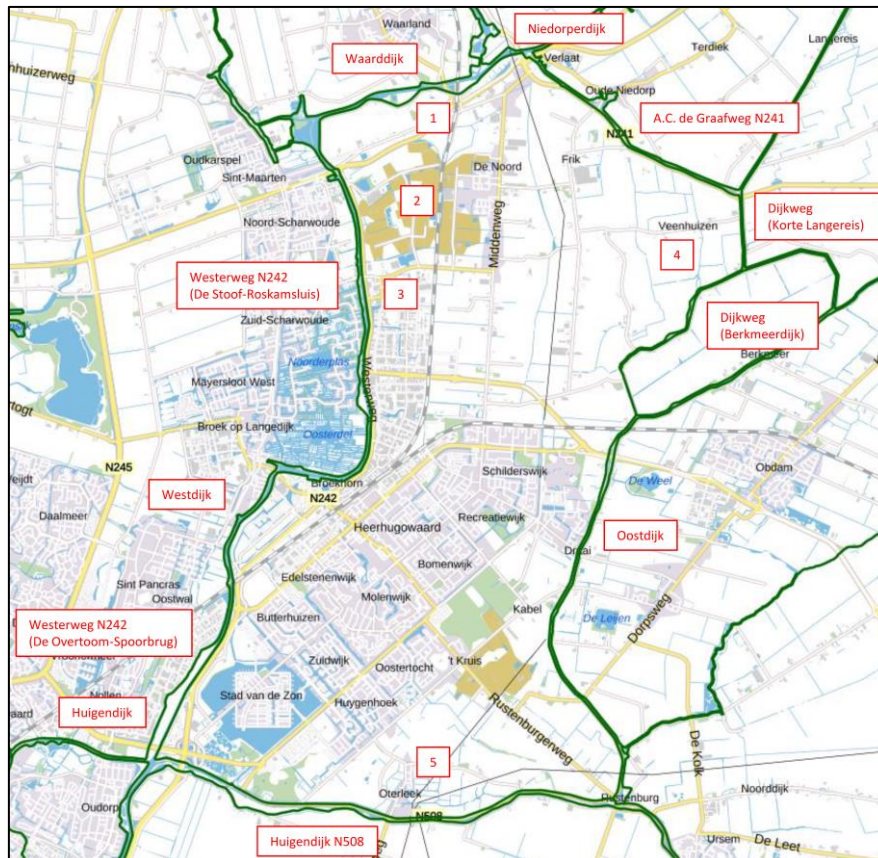 Waarland
Niedorperdijk
Waarddijk
Verlaat
Terdiek
Langereis
nhuizerweg
Oude Niedorp
1
A.C. de Graafweg N241
N241
Oudkarspel
De Noord
Frik
Sint-Maarten
2
Noord-Scharwoude
Middenweg
Veenhuizen
4
Dijkweg
(Korte Langereis)
Westerweg N242
(De Stoof-Roskamsluis)
3
Zuid-Scharwoude
Dijkweg
(Berkmeerdijk)
Berkmeer
Noorderplas
Westerweg
Mayersloot West
Broek op Langedijk
Oosterdel
N245
Broekhorn
N242
Schilderswijk
De Weel
Obdam
Westdijk
Daalmeer
Heerhugowaard
Recreatiewijk
Draai
Oostdijk
Sint Pancras
Oostwal
Edelstenenwijk
Bomenwijk
Molenwijk
Kabel
De Leijen
Dorpsweg
Butterhuizen
Westerweg N242
(De Overtoom-Spoorbrug)
Zuidwijk
Oostertocht
't Kruis
Nollen
Stad van de Zon
Huygenhoek
Huigendijk
Rustenburgerweg
De Kolk
5
Oterleek
Rustenburg
Noorddijk
Oudorp
N508
Huigendijk N508
Ursem
De Leet